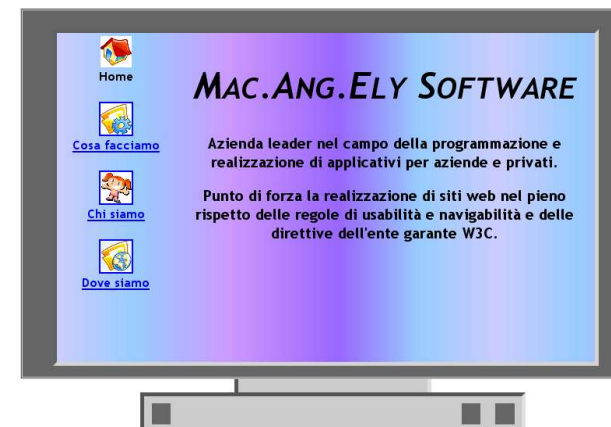 Home
Cosa facciamo
Chi siamo
Dove siamo
MAC.ANG.ELY SOFTWARE
Azienda leader nel campo della programmazione e
realizzazione di applicativi per aziende e privati.
Punto di forza la realizzazione di siti web nel pieno
rispetto delle regole di usabilità e navigabilità e delle
direttive dell'ente garante W3C.